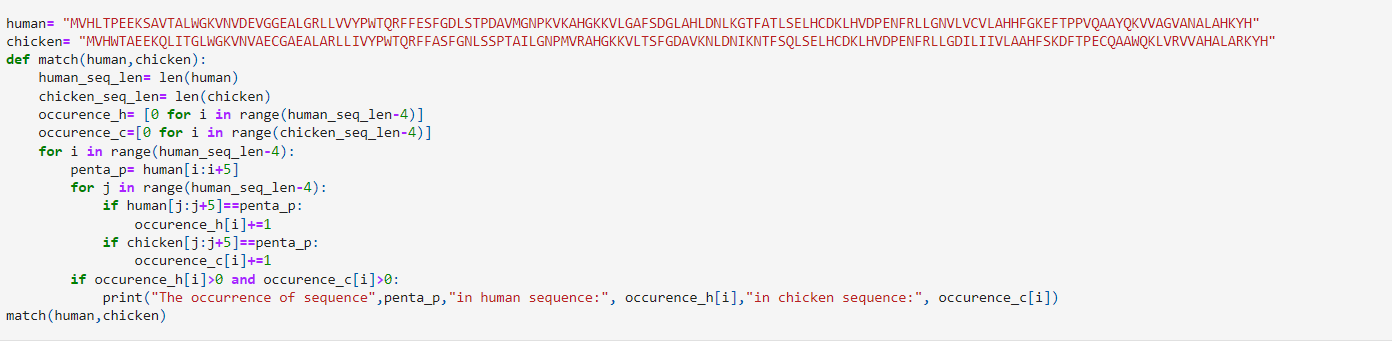 human= "MVHLTPEEKSAVTALWGKVNVDEVGGEALGRLLVVYPWTQRFFESFGDLSTPDAVMGNPKVKAHGKKVLGAFSDGLAHLDNLKGTFATLSELHCDKLHVDPENFRLLGNVLVCVLAHHFGKEFTPPVQAAYQKVVAGVANALAHKYH"
chicken= "MVHWTAEEKQLITGLWGKVNVAECGAEALARLLIVYPWTQRFFASFGNLSSPTAILGNPMVRAHGKKVLTSFGDAVKNLDNIKNTFSQLSELHCDKLHVDPENFRLLGDILIIVLAAHFSKDFTPECQAAWQKLVRVVAHALARKYH"
def match(human,chicken):
    human_seq_len= len(human)
    chicken_seq_len= len(chicken)
    occurence_h= [0 for i in range(human_seq_len-4)]
    occurence_c=[0 for i in range(chicken_seq_len-4)]
    for i in range(human_seq_len-4):
        penta_p= human[i:i+5]
        for j in range(human_seq_len-4):
            if human[j:j+5]==penta_p:
                occurence_h[i]+=1
            if chicken[j:j+5]==penta_p:
                occurence_c[i]+=1
        if occurence_h[i]>0 and occurence_c[i]>0:
            print("The occurrence of sequence",penta_p,"in human sequence:", occurence_h[i],"in chicken sequence:", occurence_c[i])
match(human,chicken)